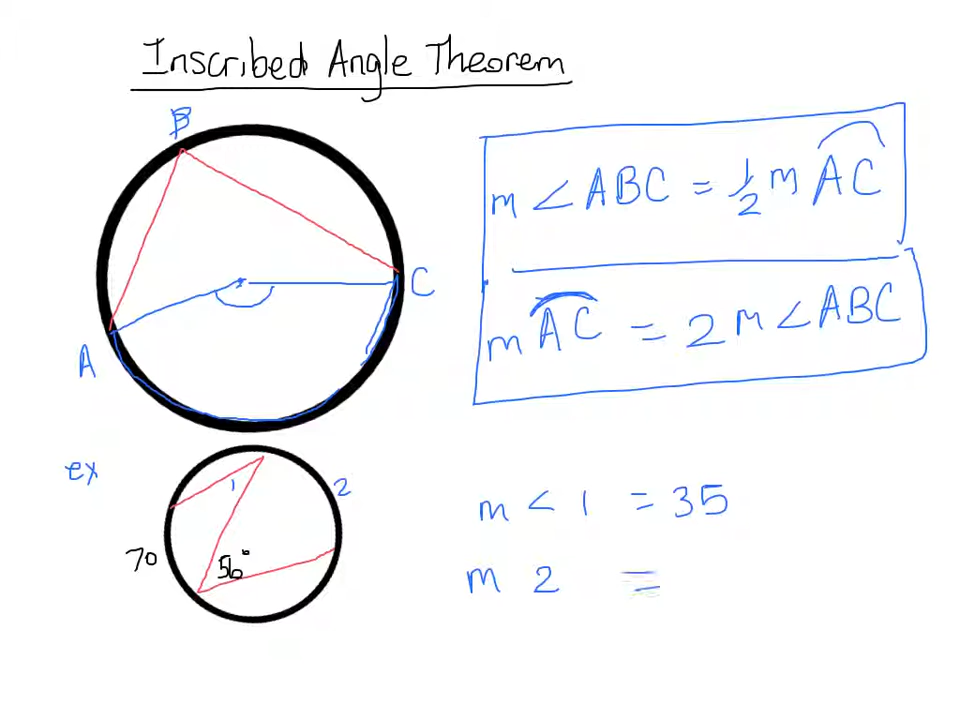 Inscribed Angle Theorem
B
C
A
m ∠ABC = 1/2 m AC
m AC = 2 m ∠ABC
ex
1
2
70
56°
m < 1 = 35
m 2 =